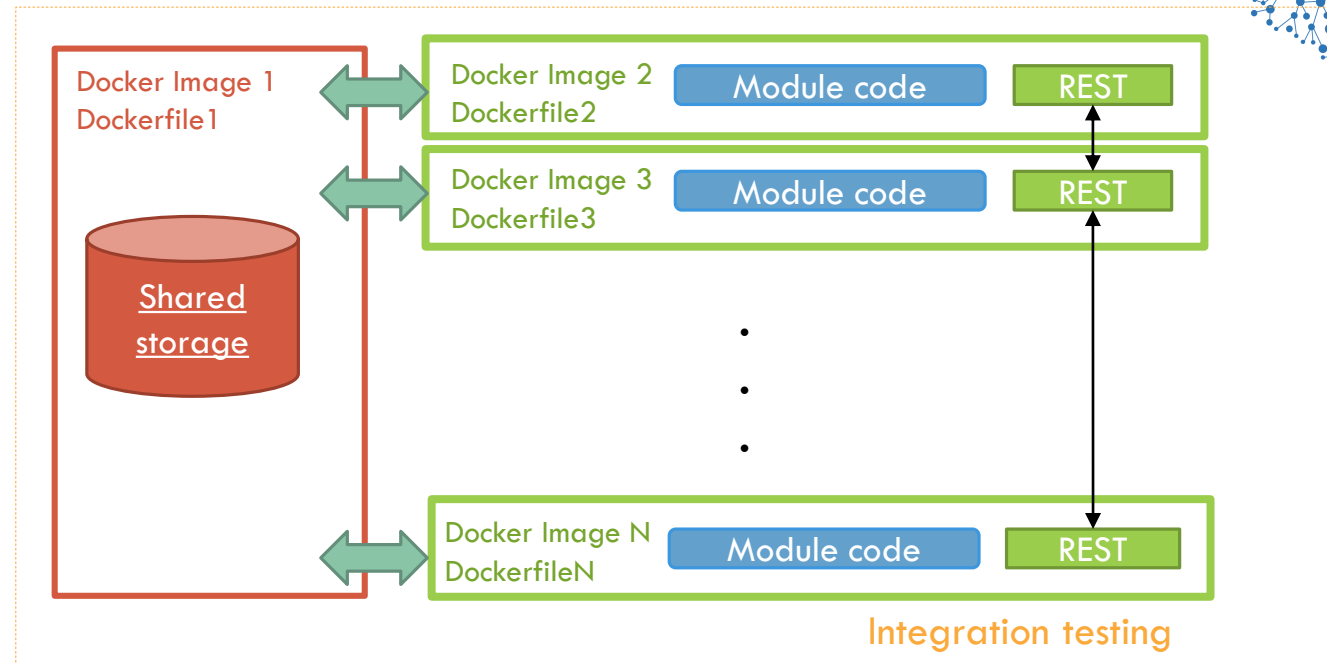 Docker Image 1
Dockerfile1
Shared
storage
Docker Image 2
Dockerfile2
Module code
REST
Docker Image 3
Dockerfile3
Module code
REST
.
.
.
Docker Image N
DockerfileN
Module code
REST
Integration testing